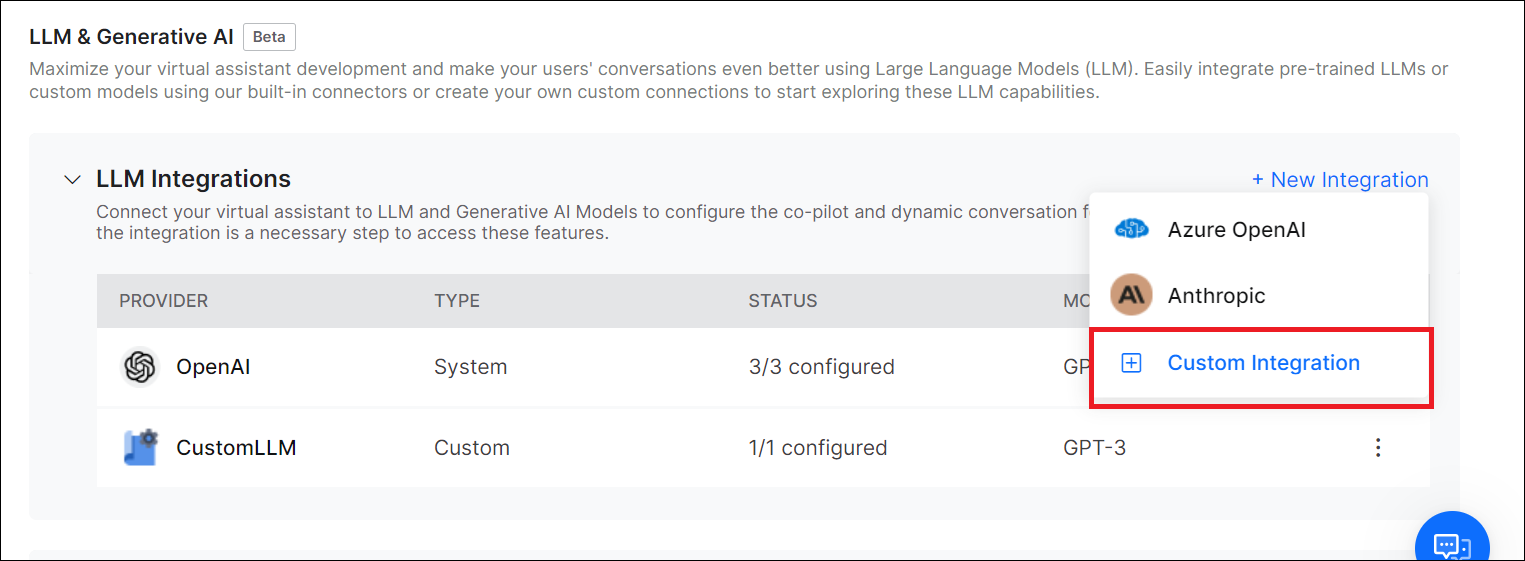 LLM & Generative AI Beta
Maximize your virtual assistant development and make your users' conversations even better using Large Language Models (LLM). Easily integrate pre-trained LLMs or
custom models using our built-in connectors or create your own custom connections to start exploring these LLM capabilities.
LLM Integrations + New Integration
Connect your virtual assistant to LLM and Generative AI Models to configure the co-pilot and dynamic conversation
the integration is a necessary step to access these features.
Azure OpenAI
Anthropic
Custom Integration
PROVIDER TYPE STATUS
OpenAI System 3/3 configured
CustomLLM Custom 1/1 configured GPT-3